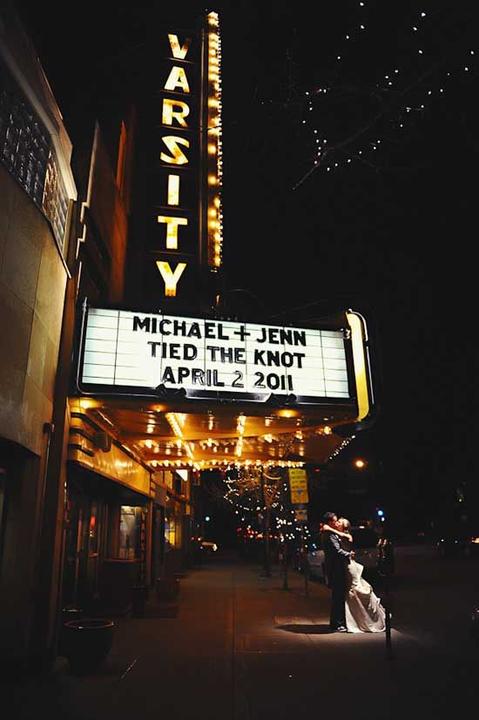 VARSITY
MICHAEL + JENN
TIED THE KNOT
APRIL 2 2011